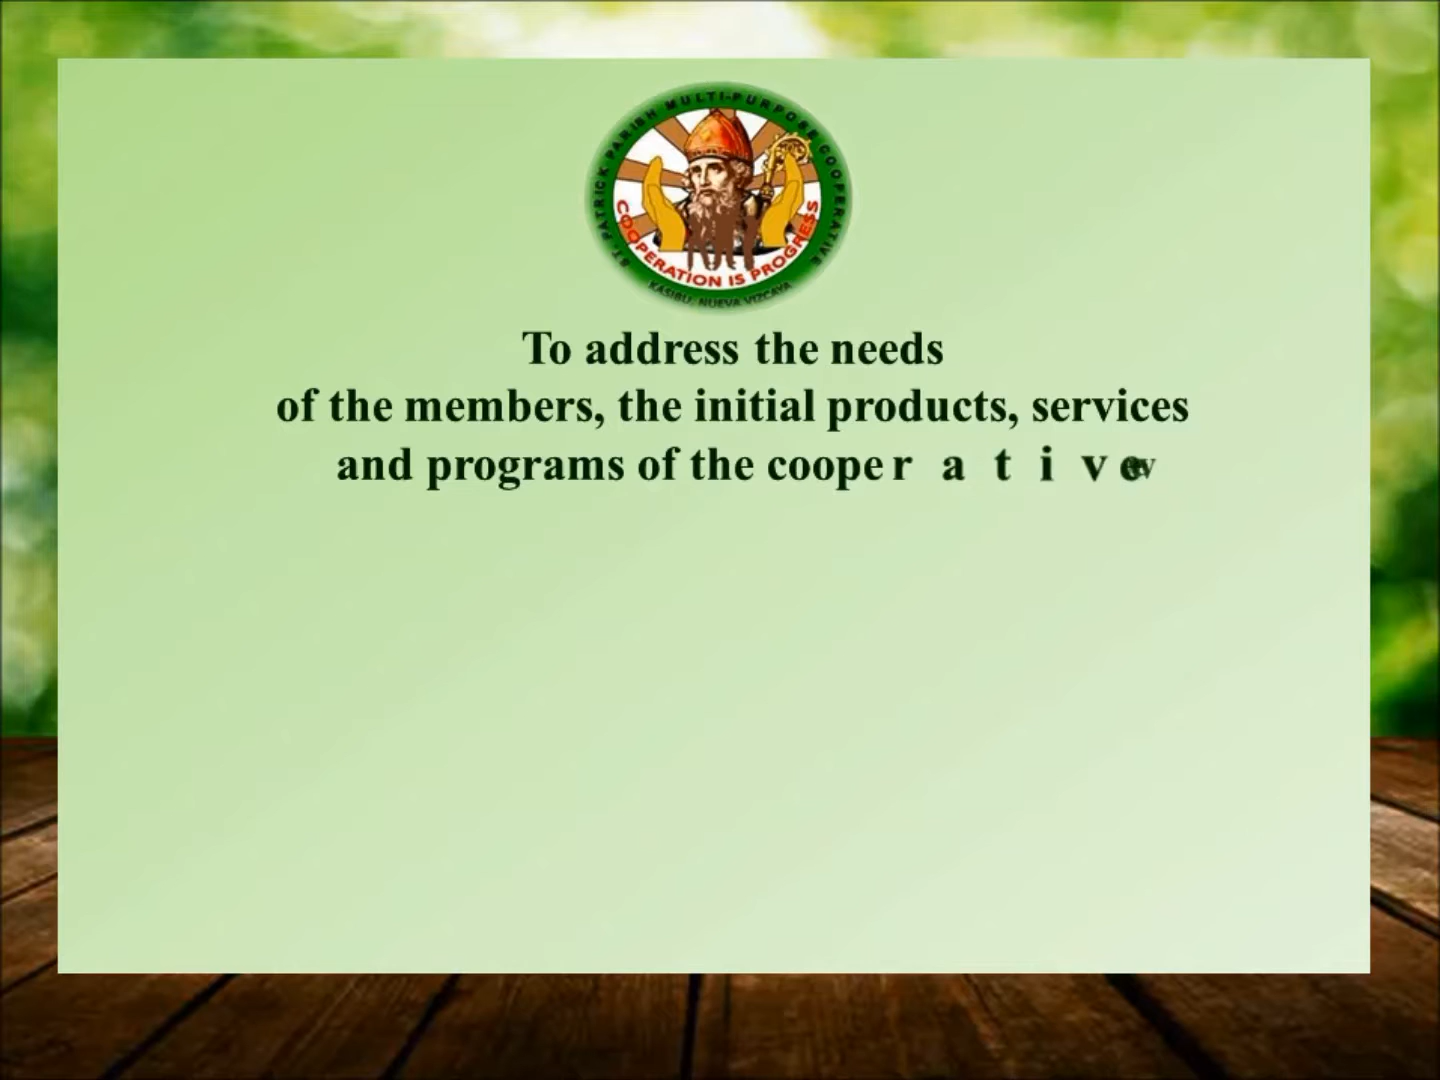 ST. PATRICK PARISH MULTI-PURPOSE COOPERATIVE
COOPERATION IS PROGRESS
KASIBU, NUEVA VIZCAYA
To address the needs
of the members, the initial products, services
and programs of the cooperative